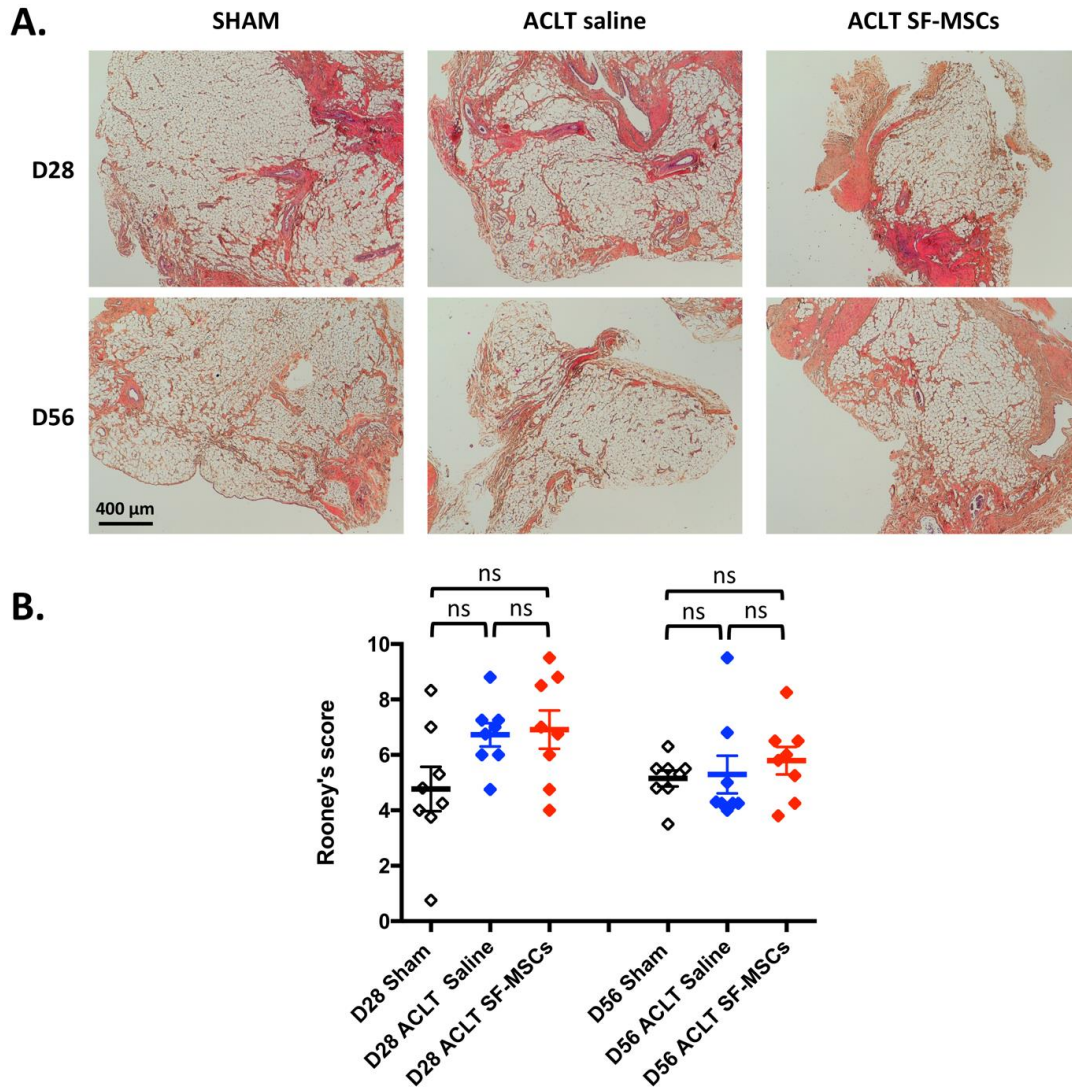 A.
SHAM
ACLT saline
ACLT SF-MSCs
D28
D56
400 µm
B.
ns
ns
ns
ns
ns
ns
Rooney's score
10
8
6
4
2
0
D28 Sham
D28 ACLT Saline
D28 ACLT SF-MSCs
D56 Sham
D56 ACLT Saline
D56 ACLT SF-MSCs